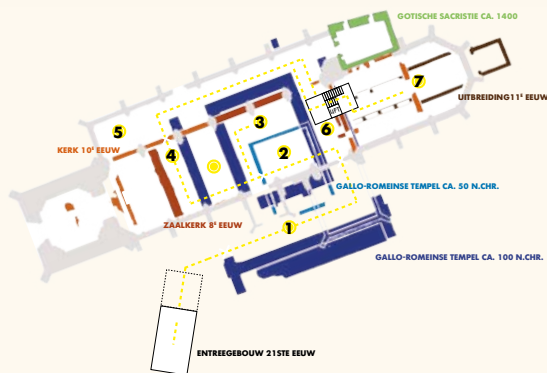 GOTISCHE SACRISTIE CA. 1400
7
UITBREIDING 11E EEUW
3
5
6
KERK 10E EEUW
4
2
GALLO-ROMEINSE TEMPEL CA. 50 N.CHR.
ZAALKERK 8E EEUW
1
GALLO-ROMEINSE TEMPEL CA. 100 N.CHR.
ENTREEGEBOUW 21STE EEUW